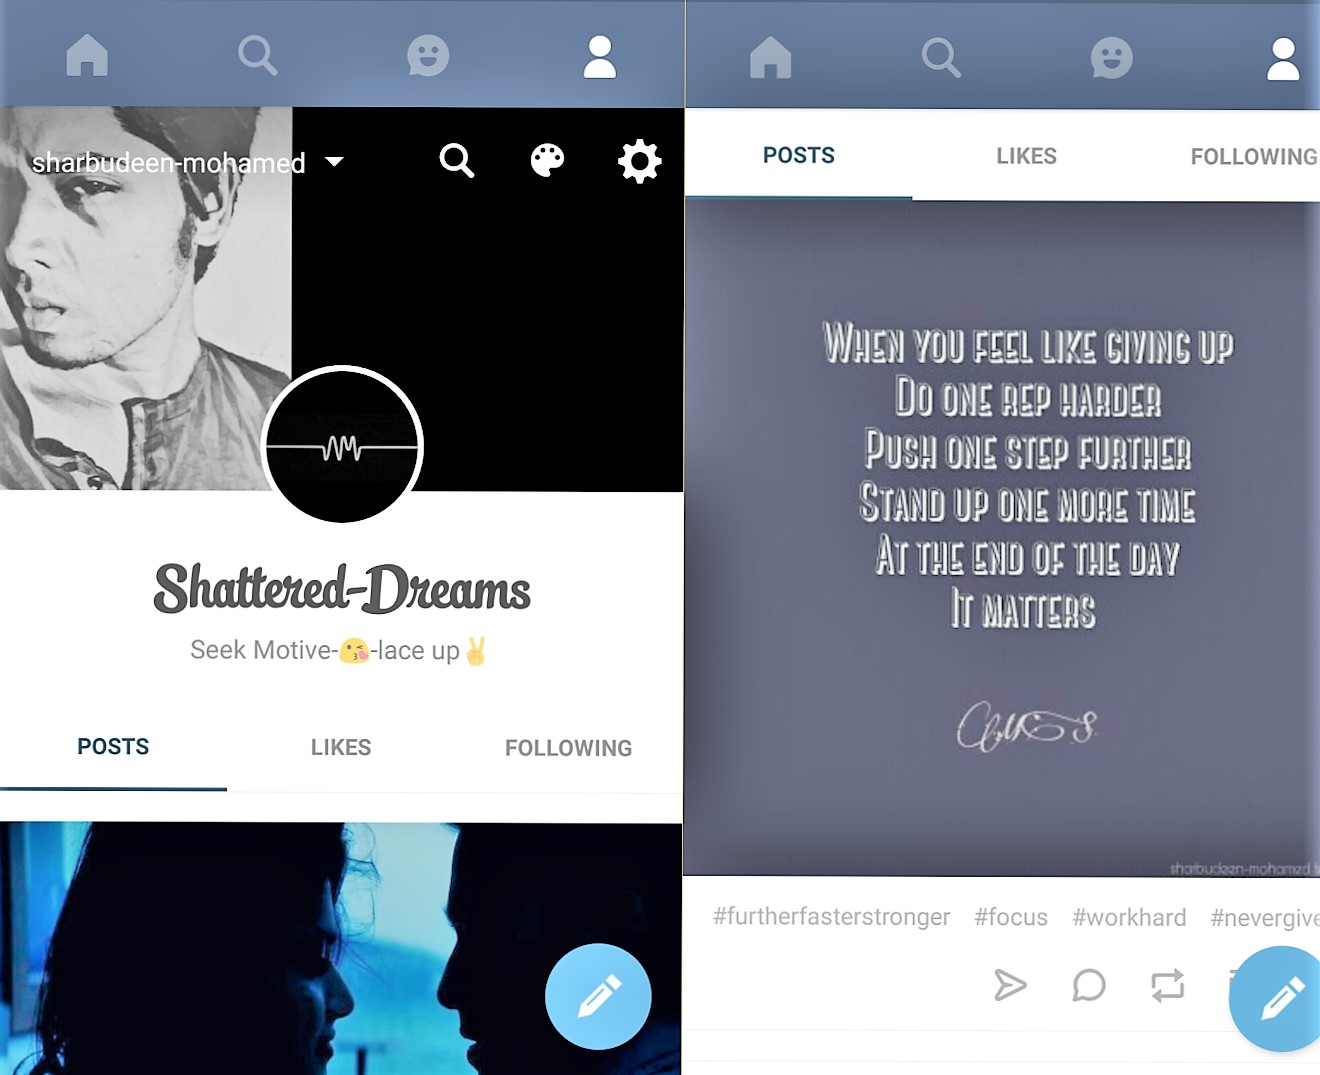 sharbudeen-mohamed
Shattered-Dreams
Seek Motive-😘-lace up✌
POSTS LIKES FOLLOWING
POSTS LIKES FOLLOWING
WHEN YOU FEEL LIKE GIVING UP
DO ONE REP HARDER
PUSH ONE STEP FURTHER
STAND UP ONE MORE TIME
AT THE END OF THE DAY
IT MATTERS
sharbudeen-mohamed.t
#furtherfasterstronger #focus #workhard #nevergive